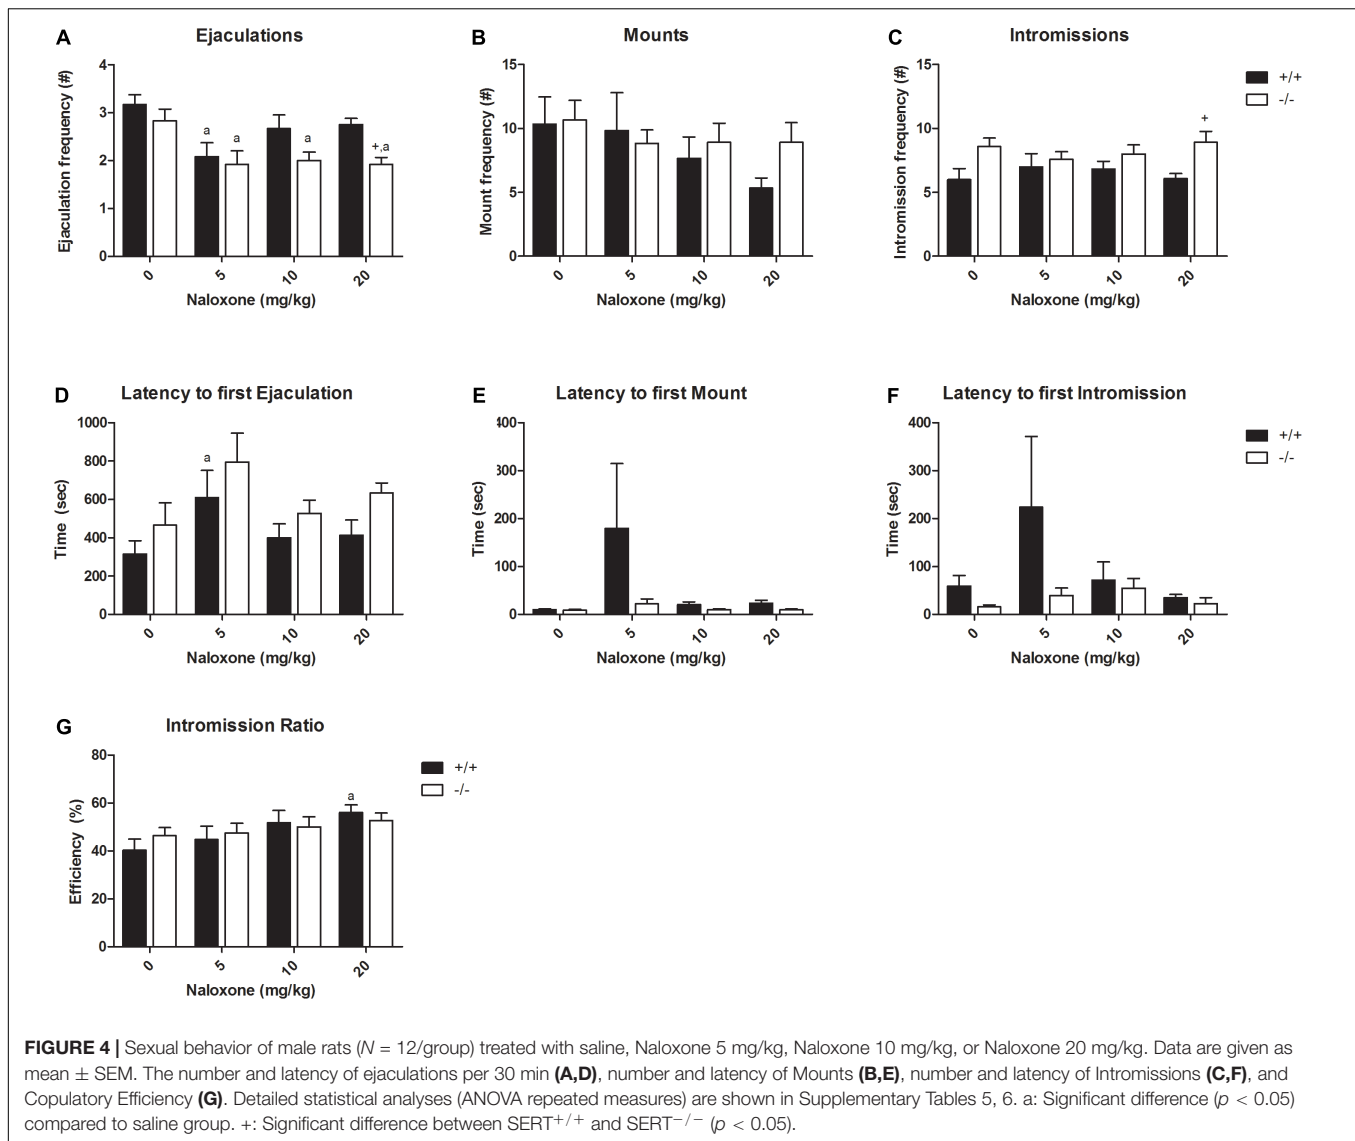 A Ejaculations
Ejaculation frequency (#)
4
3
2
1
0
a
a
a
+,a
0 5 10 20
Naloxone (mg/kg)
B Mounts
Mount frequency (#)
15
10
5
0
0 5 10 20
Naloxone (mg/kg)
C Intromissions
Intromission frequency (#)
15
10
5
0
+
0 5 10 20
Naloxone (mg/kg)
+/+
-/-
D Latency to first Ejaculation
Time (sec)
1000
800
600
400
200
0
a
0 5 10 20
Naloxone (mg/kg)
E Latency to first Mount
Time (sec)
400
300
200
100
0
0 5 10 20
Naloxone (mg/kg)
F Latency to first Intromission
Time (sec)
400
300
200
100
0
0 5 10 20
Naloxone (mg/kg)
+/+
-/-
G Intromission Ratio
Efficiency (%)
80
60
40
20
0
a
0 5 10 20
Naloxone (mg/kg)
+/+
-/-
FIGURE 4 | Sexual behavior of male rats (N = 12/group) treated with saline, Naloxone 5 mg/kg, Naloxone 10 mg/kg, or Naloxone 20 mg/kg. Data are given as
mean ± SEM. The number and latency of ejaculations per 30 min (A,D), number and latency of Mounts (B,E), number and latency of Intromissions (C,F), and
Copulatory Efficiency (G). Detailed statistical analyses (ANOVA repeated measures) are shown in Supplementary Tables 5, 6. a: Significant difference (p < 0.05)
compared to saline group. +: Significant difference between SERT+/+ and SERT−/− (p < 0.05).